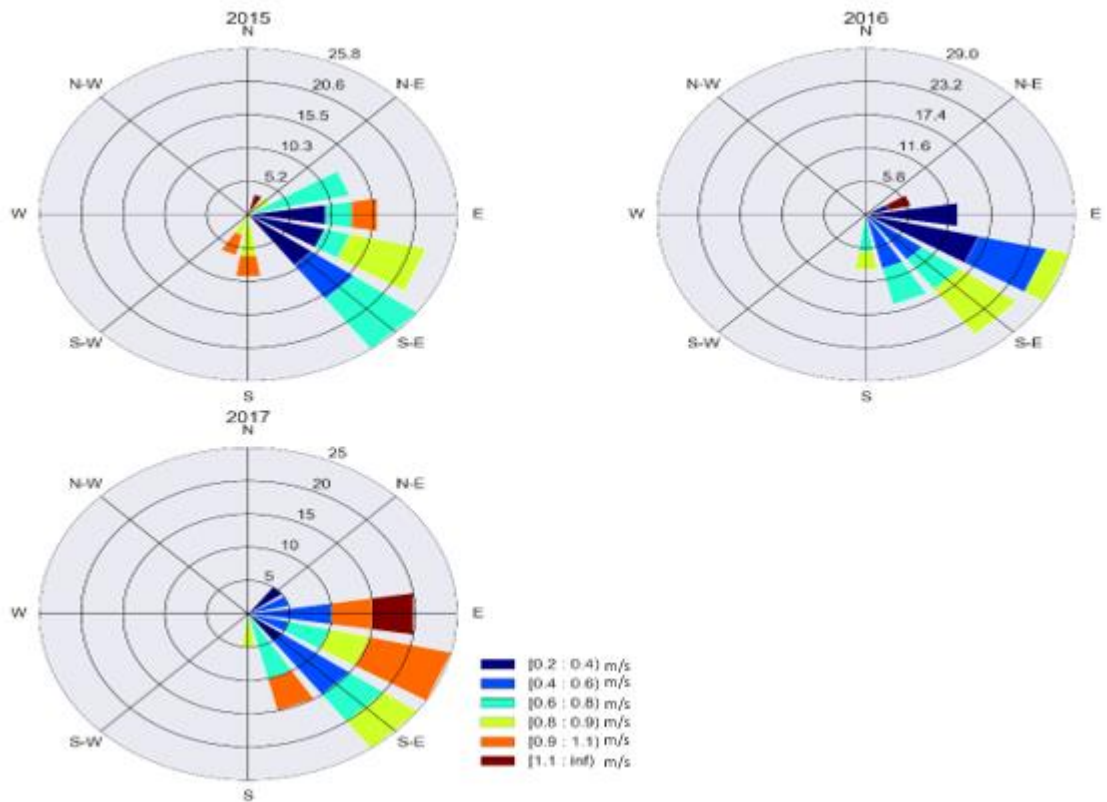 2015
N
25.8
N-W
N-E
20.6
15.5
10.3
5.2
W
E
S-W
S-E
S
2016
N
29.0
N-W
N-E
23.2
17.4
11.6
5.8
W
E
S-W
S-E
S
2017
N
25
N-W
N-E
20
15
10
5
W
E
S-W
S-E
S
[0.2 : 0.4) m/s
[0.4 : 0.6) m/s
[0.6 : 0.8) m/s
[0.8 : 0.9) m/s
[0.9 : 1.1) m/s
[1.1 : inf) m/s